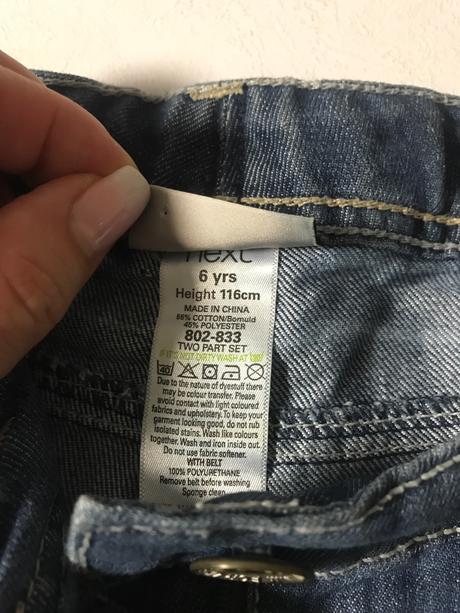 next
6 yrs
Height 116cm
MADE IN CHINA
55% COTTON/Bomuld
45% POLYESTER
802-833
TWO PART SET
IF IT'S NOT DIRTY WASH AT 30°
40
Due to the nature of dyestuff there
may be colour transfer. Please
avoid contact with light coloured
fabrics and upholstery. To keep your
garment looking good, do not rub
isolated stains. Wash like colours
together. Wash and iron inside out.
Do not use fabric softener.
WITH BELT
100% POLYURETHANE
Remove belt before washing
Sponge clean